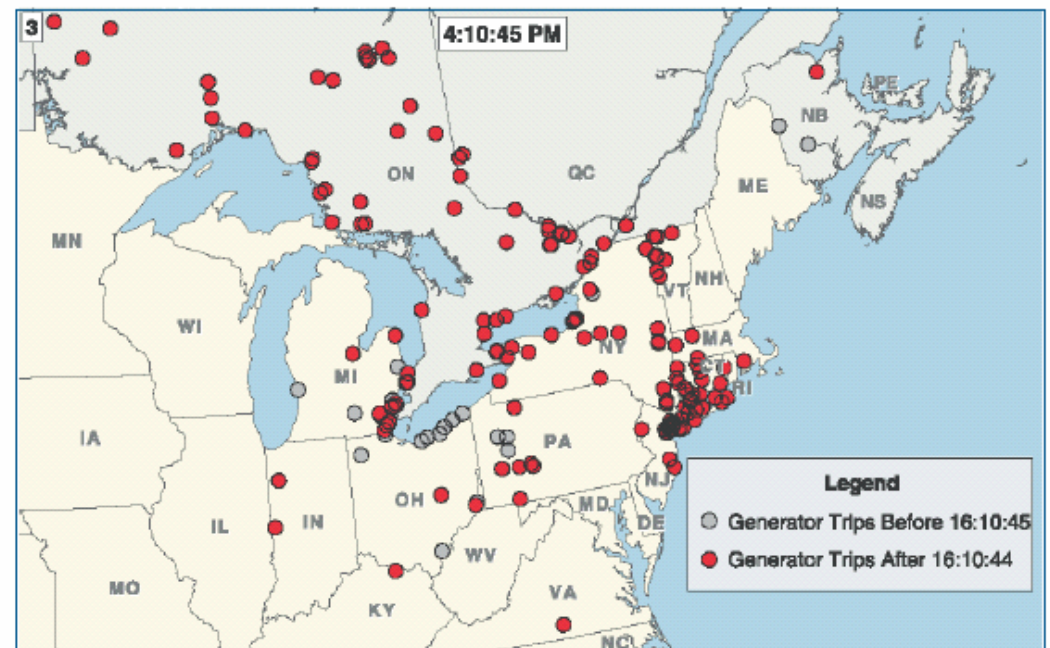 3
4:10:45 PM
PE
NB
ON
QC
ME
NS
MN
NH
VT
WI
MA
NY
CT
RI
MI
IA
PA
NJ
OH
MD
IL
IN
DE
WV
MO
VA
KY
NC
Legend
Generator Trips Before 16:10:45
Generator Trips After 16:10:44